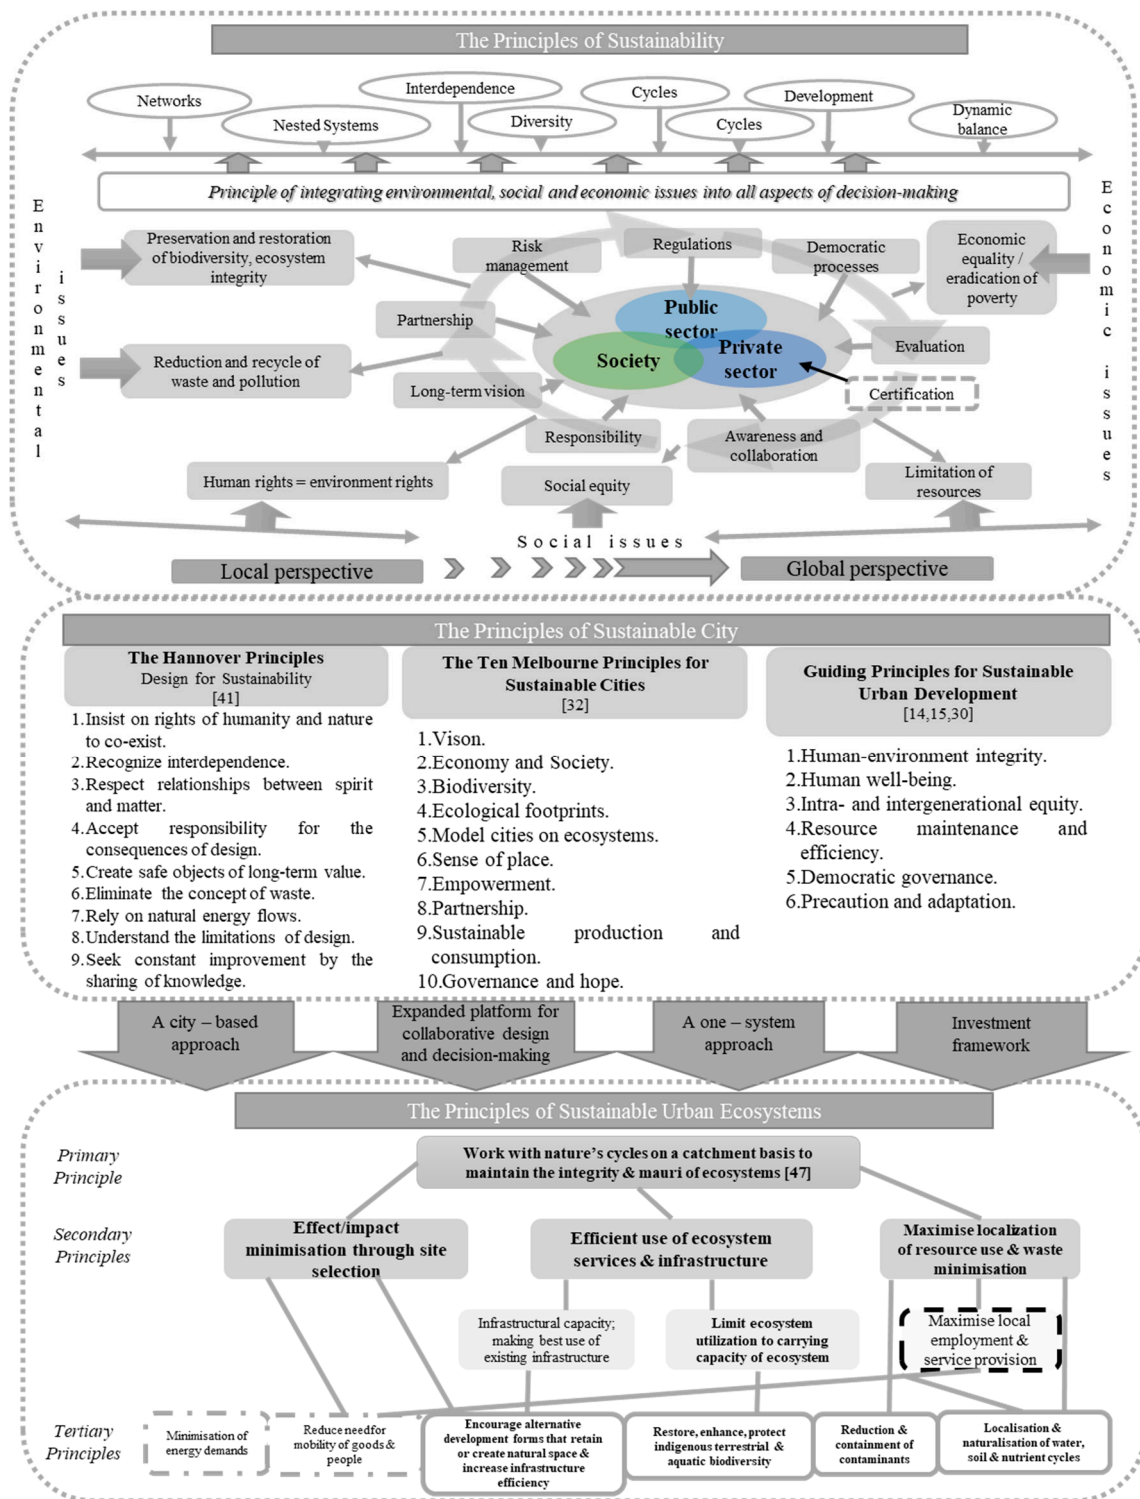 The Principles of Sustainability
Networks
Nested Systems
Interdependence
Diversity
Cycles
Cycles
Development
Dynamic
balance
Principle of integrating environmental, social and economic issues into all aspects of decision-making
Environmental
issues
Economic issues
Preservation and restoration
of biodiversity, ecosystem
integrity
Risk
management
Regulations
Democratic
processes
Economic
equality /
eradication of
poverty
Partnership
Public
sector
Society
Private
sector
Evaluation
Reduction and recycle of
waste and pollution
Long-term vision
Certification
Responsibility
Awareness and
collaboration
Human rights = environment rights
Social equity
Limitation of
resources
Social issues
Local perspective
Global perspective
The Principles of Sustainable City
The Hannover Principles
Design for Sustainability
[41]
1.Insist on rights of humanity and nature
to co-exist.
2.Recognize interdependence.
3.Respect relationships between spirit
and matter.
4.Accept responsibility for the
consequences of design.
5.Create safe objects of long-term value.
6.Eliminate the concept of waste.
7.Rely on natural energy flows.
8.Understand the limitations of design.
9.Seek constant improvement by the
sharing of knowledge.
The Ten Melbourne Principles for
Sustainable Cities
[32]
1.Vison.
2.Economy and Society.
3.Biodiversity.
4.Ecological footprints.
5.Model cities on ecosystems.
6.Sense of place.
7.Empowerment.
8.Partnership.
9.Sustainable production and
consumption.
10.Governance and hope.
Guiding Principles for Sustainable
Urban Development
[14,15,30]
1.Human-environment integrity.
2.Human well-being.
3.Intra- and intergenerational equity.
4.Resource maintenance and
efficiency.
5.Democratic governance.
6.Precaution and adaptation.
A city – based
approach
Expanded platform for
collaborative design
and decision-making
A one – system
approach
Investment
framework
The Principles of Sustainable Urban Ecosystems
Primary
Principle
Work with nature's cycles on a catchment basis to
maintain the integrity & mauri of ecosystems [47]
Secondary
Principles
Effect/impact
minimisation through site
selection
Efficient use of ecosystem
services & infrastructure
Maximise localization
of resource use & waste
minimisation
Infrastructural capacity;
making best use of
existing infrastructure
Limit ecosystem
utilization to carrying
capacity of ecosystem
Maximise local
employment &
service provision
Tertiary
Principles
Minimisation of
energy demands
Reduce need for
mobility of goods &
people
Encourage alternative
development forms that retain
or create natural space &
increase infrastructure
efficiency
Restore, enhance, protect
indigenous terrestrial &
aquatic biodiversity
Reduction &
containment of
contaminants
Localisation &
naturalisation of water,
soil & nutrient cycles